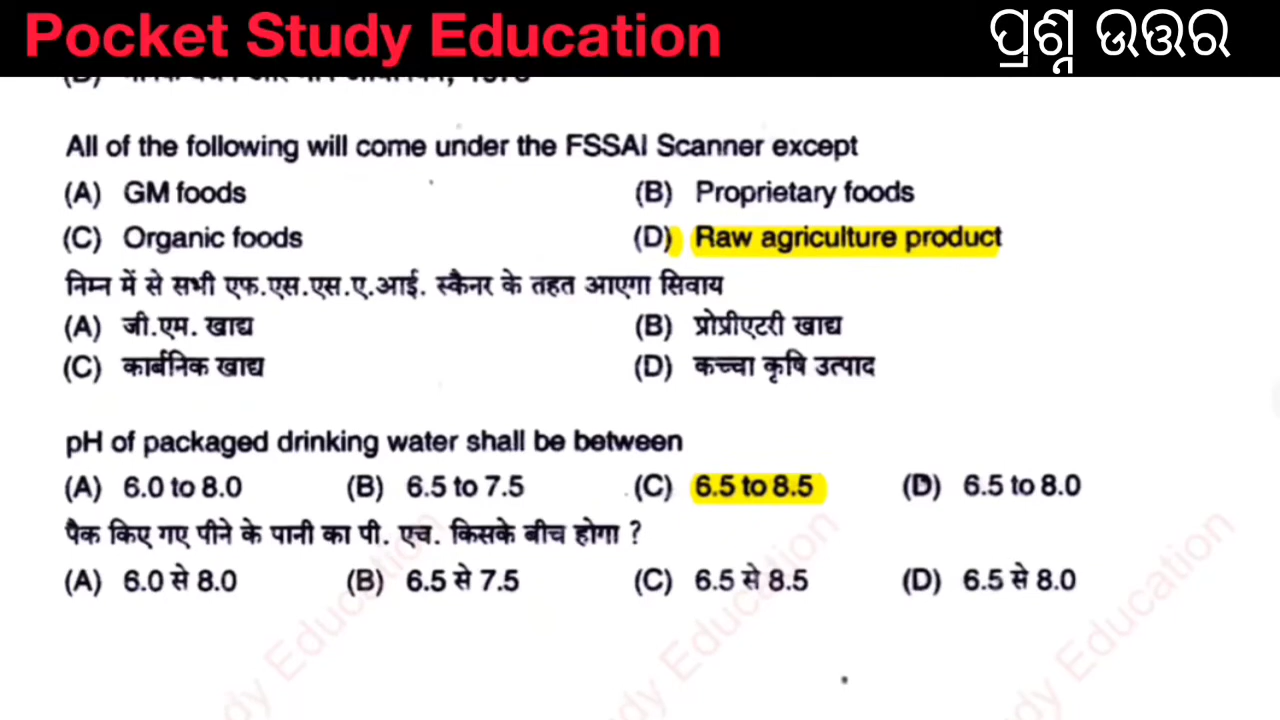 Pocket Study Education
ପ୍ରଶ୍ନ ଉତ୍ତର
All of the following will come under the FSSAI Scanner except
(A) GM foods (B) Proprietary foods
(C) Organic foods (D) Raw agriculture product
निम्न में से सभी एफ.एस.एस.ए.आई. स्कैनर के तहत आएगा सिवाय
(A) जी.एम. खाद्य (B) प्रोप्रीएटरी खाद्य
(C) कार्बनिक खाद्य (D) कच्चा कृषि उत्पाद
pH of packaged drinking water shall be between
(A) 6.0 to 8.0 (B) 6.5 to 7.5 (C) 6.5 to 8.5 (D) 6.5 to 8.0
पैक किए गए पीने के पानी का पी. एच. किसके बीच होगा ?
(A) 6.0 से 8.0 (B) 6.5 से 7.5 (C) 6.5 से 8.5 (D) 6.5 से 8.0
Education
Education
Education